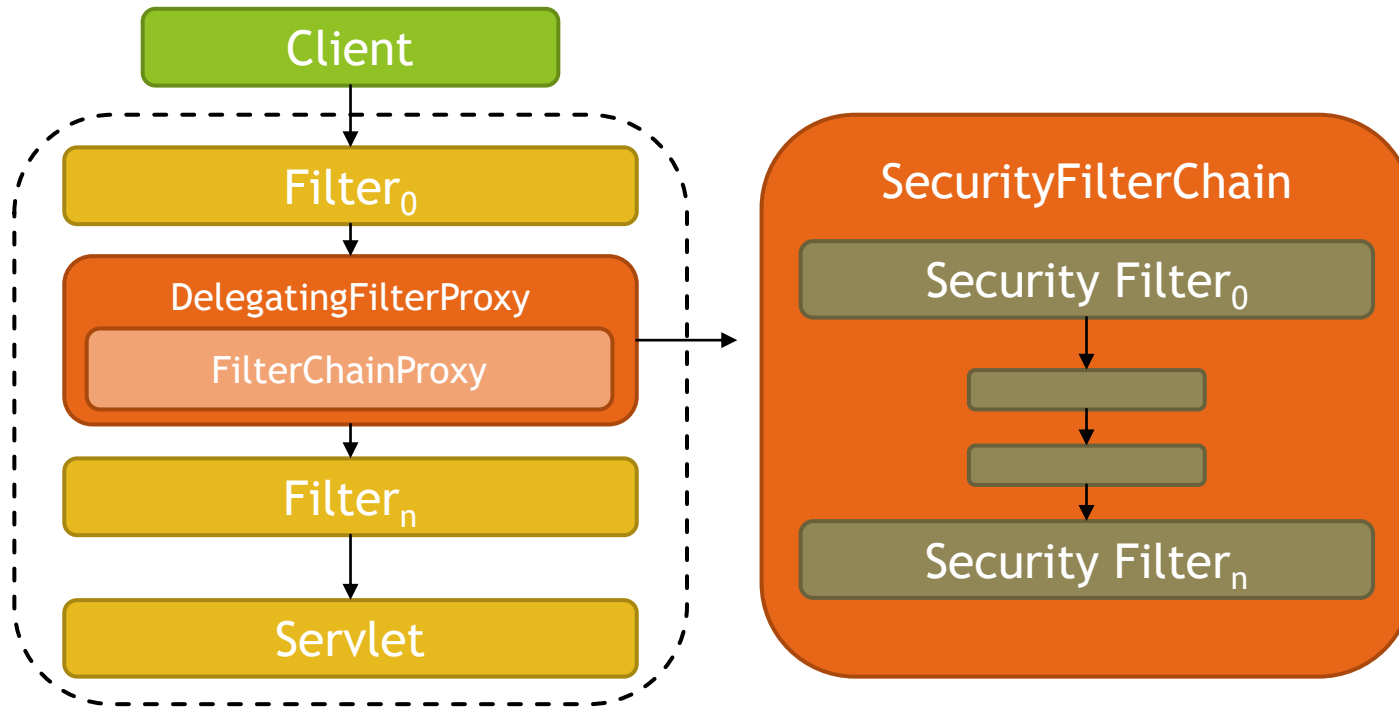 Client
Filter₀
DelegatingFilterProxy
FilterChainProxy
Filterₙ
Servlet
SecurityFilterChain
Security Filter₀
Security Filterₙ